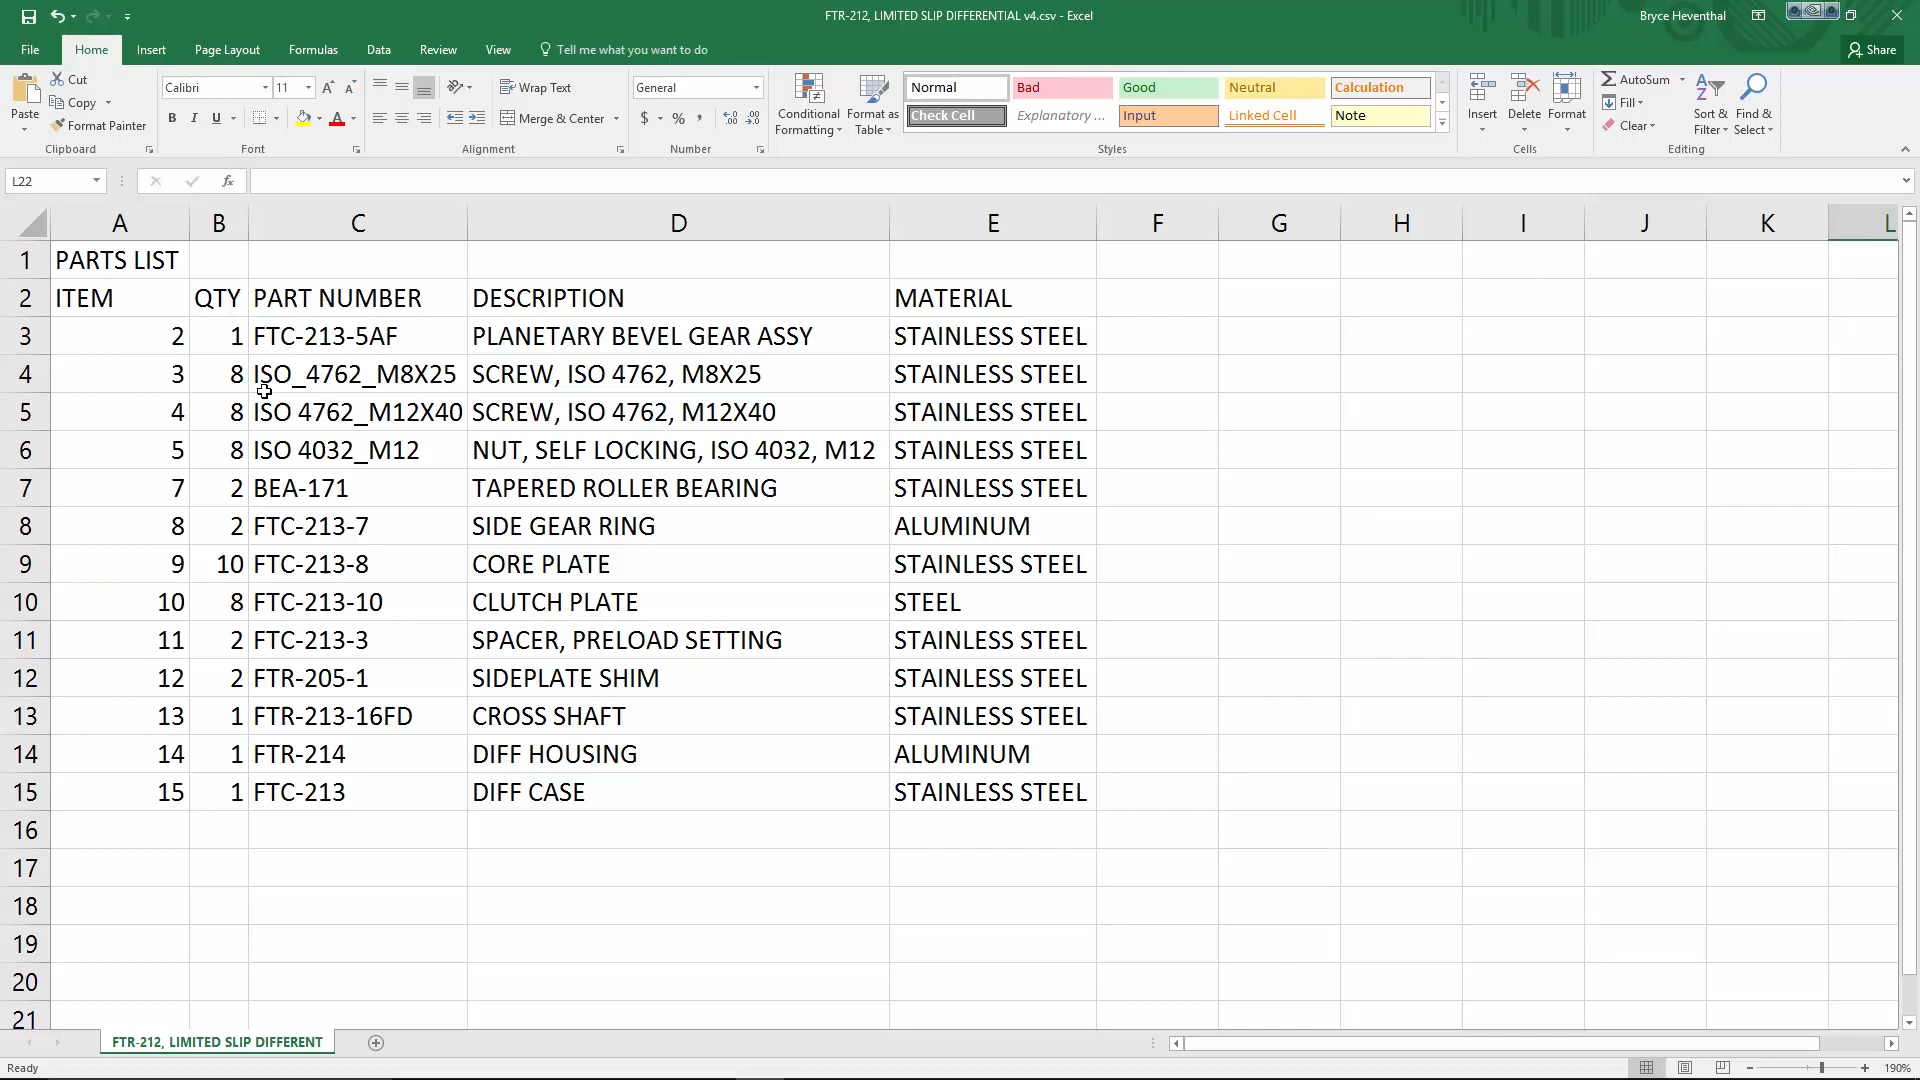 FTR-212, LIMITED SLIP DIFFERENTIAL v4.csv - Excel
Bryce Heventhal
File Home Insert Page Layout Formulas Data Review View Tell me what you want to do Share
Paste Cut Copy Format Painter Clipboard
Calibri 11 B I U Font
Wrap Text Merge & Center Alignment
General $ % , Number
Conditional Formatting Format as Table Normal Bad Good Neutral Calculation
Check Cell Explanatory ... Input Linked Cell Note Styles
Insert Delete Format Cells
AutoSum Fill Clear Sort & Filter Find & Select Editing
L22 fx
A B C D E F G H I J K L
1 PARTS LIST
2 ITEM QTY PART NUMBER DESCRIPTION MATERIAL
3 2 1 FTC-213-5AF PLANETARY BEVEL GEAR ASSY STAINLESS STEEL
4 3 8 ISO_4762_M8X25 SCREW, ISO 4762, M8X25 STAINLESS STEEL
5 4 8 ISO 4762_M12X40 SCREW, ISO 4762, M12X40 STAINLESS STEEL
6 5 8 ISO 4032_M12 NUT, SELF LOCKING, ISO 4032, M12 STAINLESS STEEL
7 7 2 BEA-171 TAPERED ROLLER BEARING STAINLESS STEEL
8 8 2 FTC-213-7 SIDE GEAR RING ALUMINUM
9 9 10 FTC-213-8 CORE PLATE STAINLESS STEEL
10 10 8 FTC-213-10 CLUTCH PLATE STEEL
11 11 2 FTC-213-3 SPACER, PRELOAD SETTING STAINLESS STEEL
12 12 2 FTR-205-1 SIDEPLATE SHIM STAINLESS STEEL
13 13 1 FTR-213-16FD CROSS SHAFT STAINLESS STEEL
14 14 1 FTR-214 DIFF HOUSING ALUMINUM
15 15 1 FTC-213 DIFF CASE STAINLESS STEEL
16
17
18
19
20
21
FTR-212, LIMITED SLIP DIFFERENT
Ready 190%